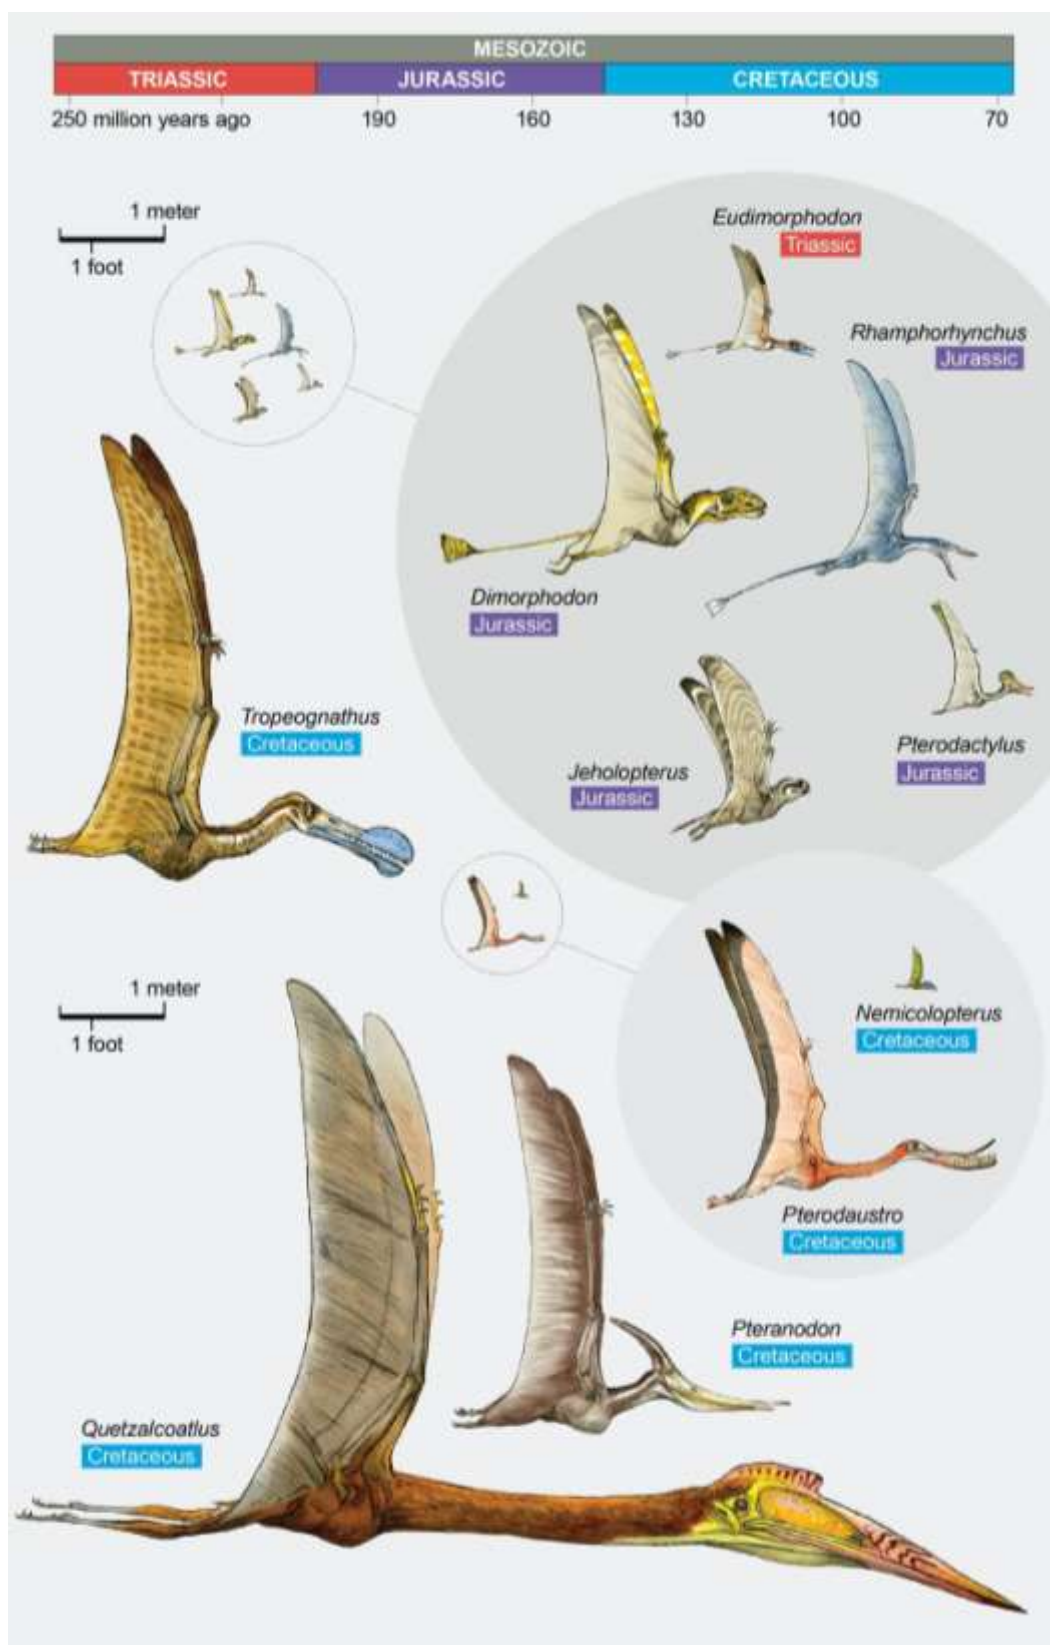 MESOZOIC
TRIASSIC JURASSIC CRETACEOUS
250 million years ago 190 160 130 100 70
1 meter
1 foot
Eudimorphodon
Triassic
Rhamphorhynchus
Jurassic
Dimorphodon
Jurassic
Tropeognathus
Cretaceous
Pterodactylus
Jurassic
Jeholopterus
Jurassic
1 meter
1 foot
Nemicolopterus
Cretaceous
Pterodaustro
Cretaceous
Pteranodon
Cretaceous
Quetzalcoatlus
Cretaceous